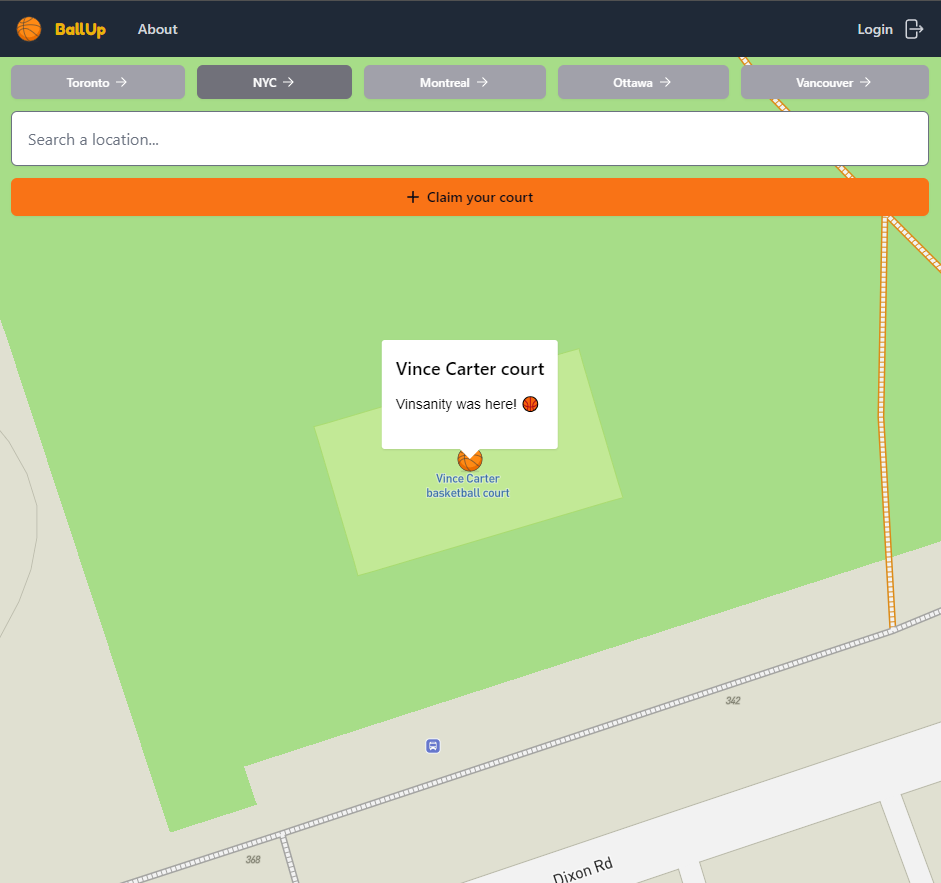 BallUp
About
Login
Toronto →
NYC →
Montreal →
Ottawa →
Vancouver →
Search a location...
+ Claim your court
Vince Carter court
Vinsanity was here! 🏀
Vince Carter
basketball court
342
368
Dixon Rd